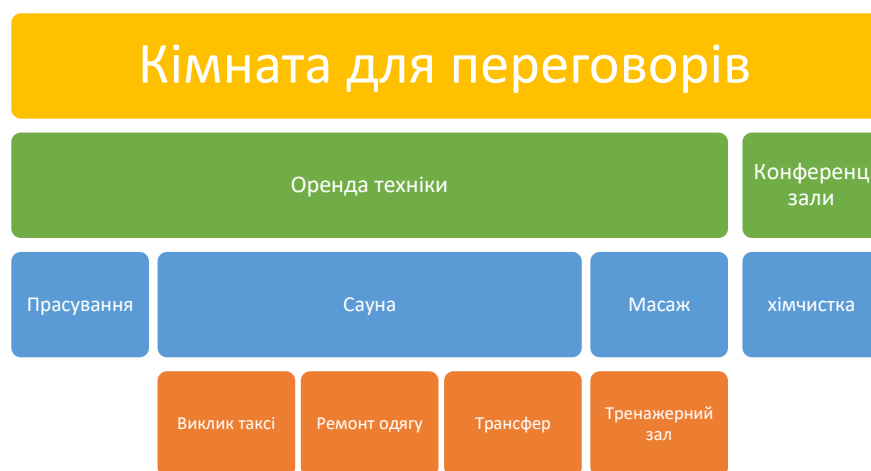 Кімната для переговорів
Оренда техніки
Конференц
зали
Прасування
Сауна
Масаж
хімчистка
Виклик таксі
Ремонт одягу
Трансфер
Тренажерний
зал